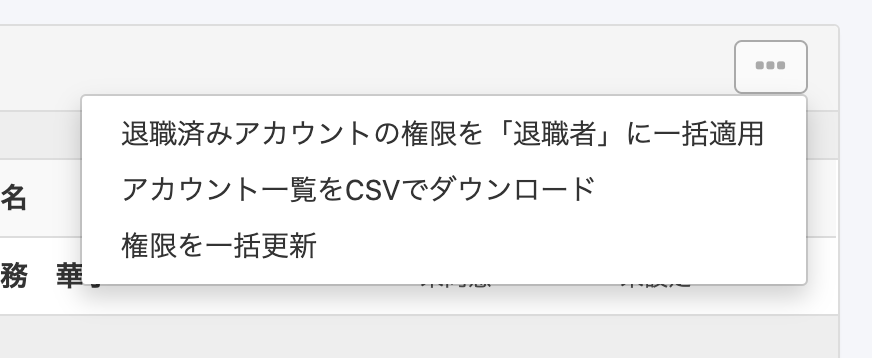 退職済みアカウントの権限を「退職者」に一括適用
アカウント一覧をCSVでダウンロード
名
権限を一括更新
務 華